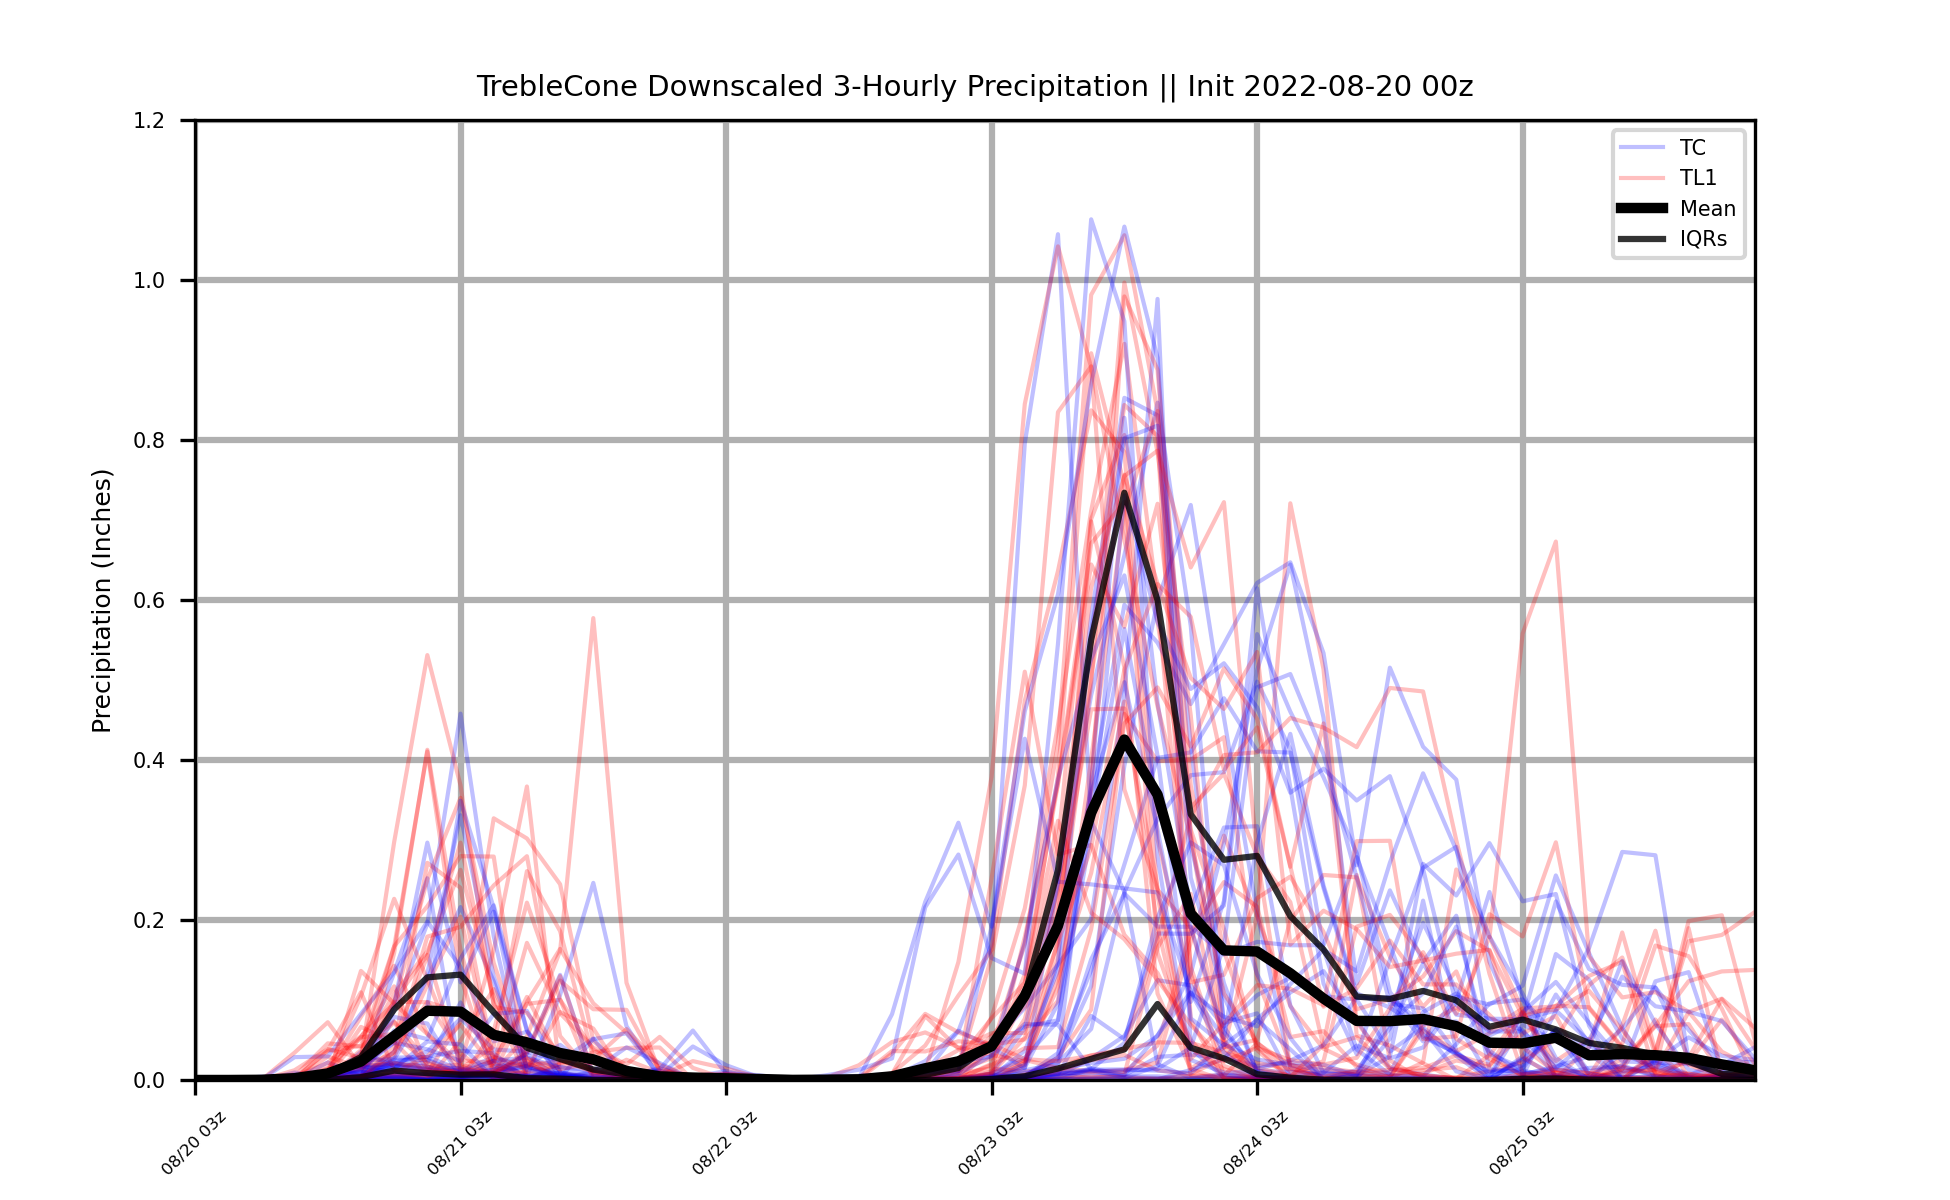 TrebleCone Downscaled 3-Hourly Precipitation || Init 2022-08-20 00z
Precipitation (Inches)
1.2
1.0
0.8
0.6
0.4
0.2
0.0
TC
TL1
Mean
IQRs
08/20 03z
08/21 03z
08/22 03z
08/23 03z
08/24 03z
08/25 03z